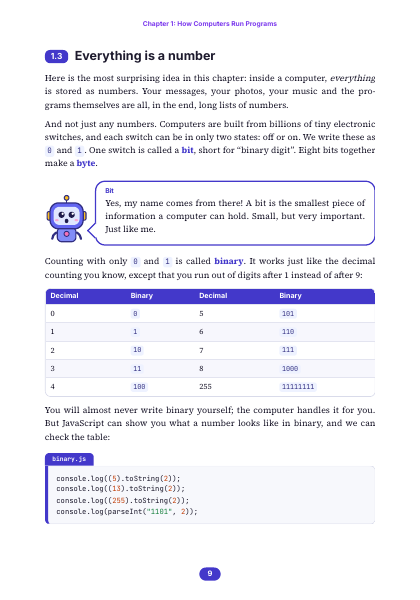 Chapter 1: How Computers Run Programs
1.3 Everything is a number
Here is the most surprising idea in this chapter: inside a computer, everything
is stored as numbers. Your messages, your photos, your music and the pro-
grams themselves are all, in the end, long lists of numbers.
And not just any numbers. Computers are built from billions of tiny electronic
switches, and each switch can be in only two states: off or on. We write these as
0 and 1. One switch is called a bit, short for “binary digit”. Eight bits together
make a byte.
Bit
Yes, my name comes from there! A bit is the smallest piece of
information a computer can hold. Small, but very important.
Just like me.
Counting with only 0 and 1 is called binary. It works just like the decimal
counting you know, except that you run out of digits after 1 instead of after 9:
Decimal Binary Decimal Binary
0 0 5 101
1 1 6 110
2 10 7 111
3 11 8 1000
4 100 255 11111111
You will almost never write binary yourself; the computer handles it for you.
But JavaScript can show you what a number looks like in binary, and we can
check the table:
binary.js
console.log((5).toString(2));
console.log((13).toString(2));
console.log((255).toString(2));
console.log(parseInt("1101", 2));
9